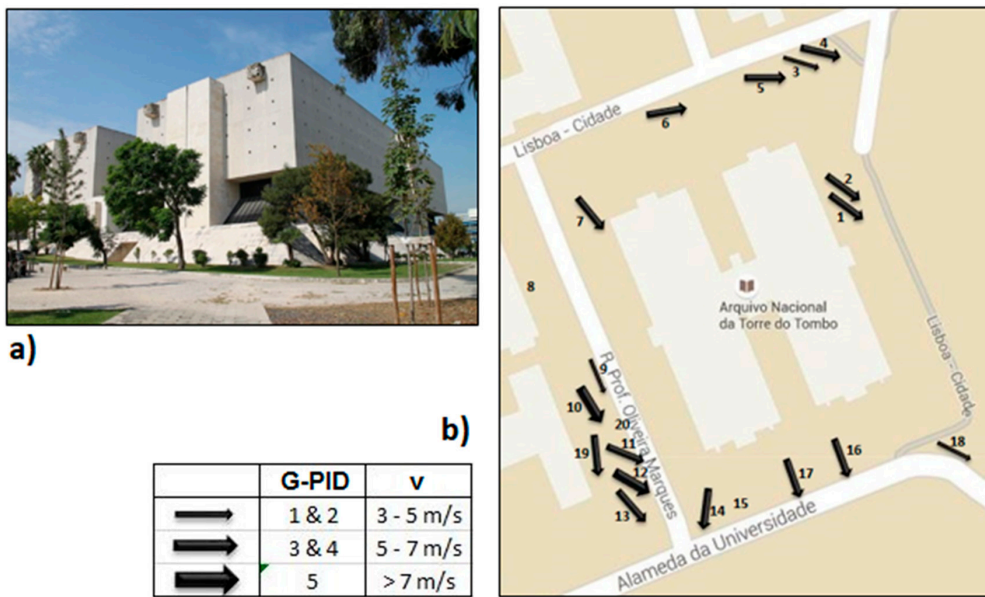 a)
b)
G-PID v
1 & 2 3 - 5 m/s
3 & 4 5 - 7 m/s
5 > 7 m/s
Lisboa - Cidade
4
3
5
6
2
1
7
8
Arquivo Nacional
da Torre do Tombo
Lisboa - Cidade
R. Prof. Oliveira Marques
9
10
20
11
19
12
13
14
15
16
17
18
Alameda da Universidade